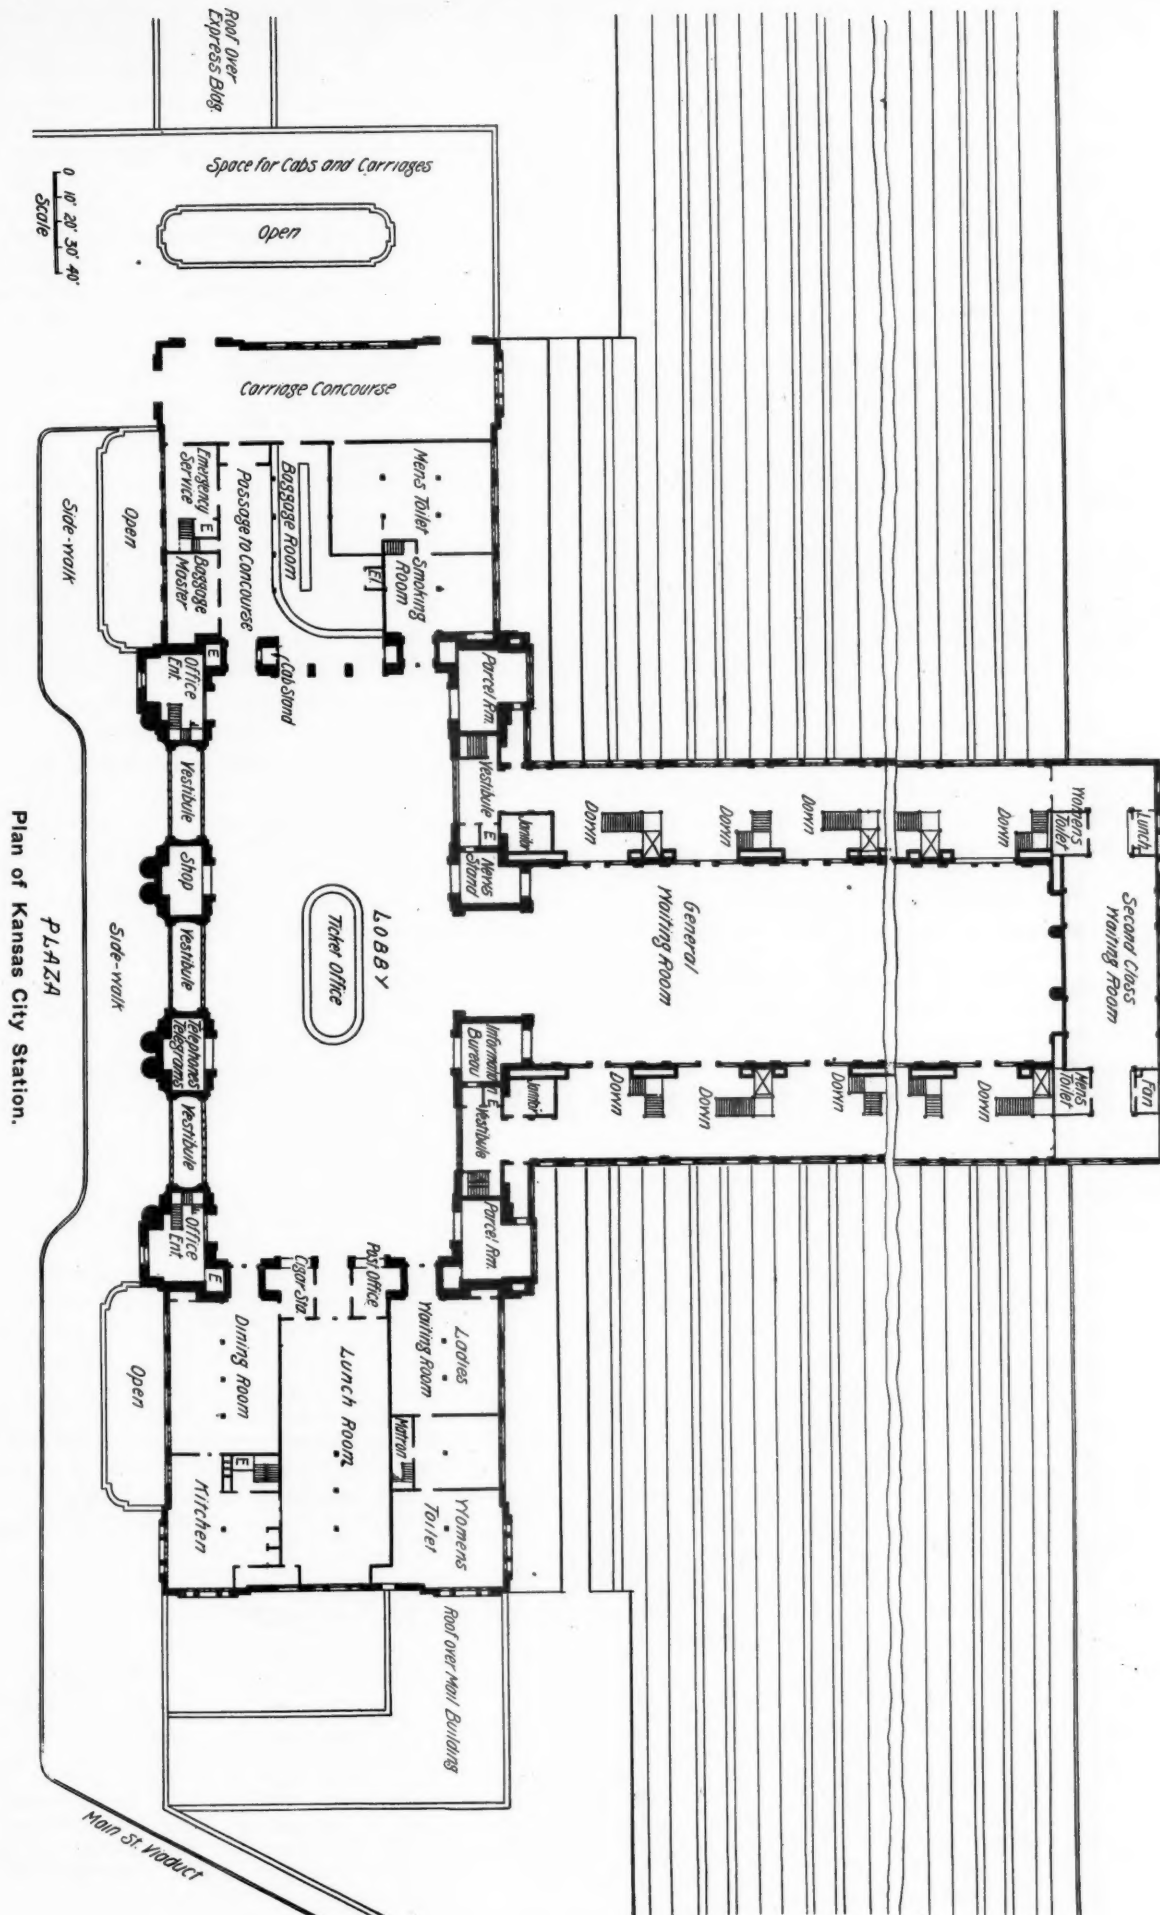 Roof Over
Express Bldg.
Space for Cabs and Carriages
Open
0 10' 20' 30' 40'
Scale
Carriage Concourse
Mens Toilet
Smoking
Room
El
Baggage Room
Passage to Concourse
Emergency
Service
E
Baggage
Master
Open
Side-walk
E
Cab Stand
Office
Ent.
Parcel Rm.
Vestibule
E
Janitor
News
Stand
Vestibule
Shop
Vestibule
Telephones
Telegrams
Vestibule
Side-walk
PLAZA
LOBBY
Ticket Office
General
Waiting Room
Down
Down
Down
Down
Womens
Toilet
Lunch
Second Class
Waiting Room
Mens
Toilet
Fan
Down
Down
Down
Down
Information
Bureau
E
Janitor
Vestibule
Parcel Rm.
Office
Ent.
E
Cigar Sta.
Post Office
Ladies
Waiting Room
Dining Room
Lunch Room
Matron
Womens
Toilet
E
Kitchen
Open
Roof over Mail Building
Main St. Viaduct
Plan of Kansas City Station.